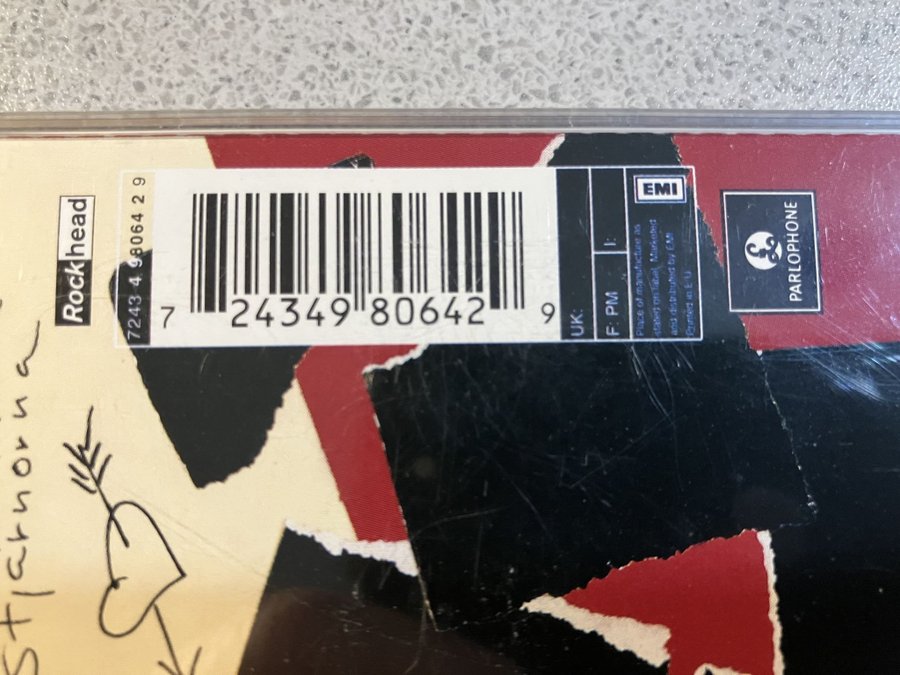 Rockhead
7243 4 98064 2 9
7 24349 80642 9
UK:
F: PM
I:
EMI
Place of manufacture as
stated on label. Marketed
and distributed by EMI
Printed in E.U.
PARLOPHONE
stjärnorna